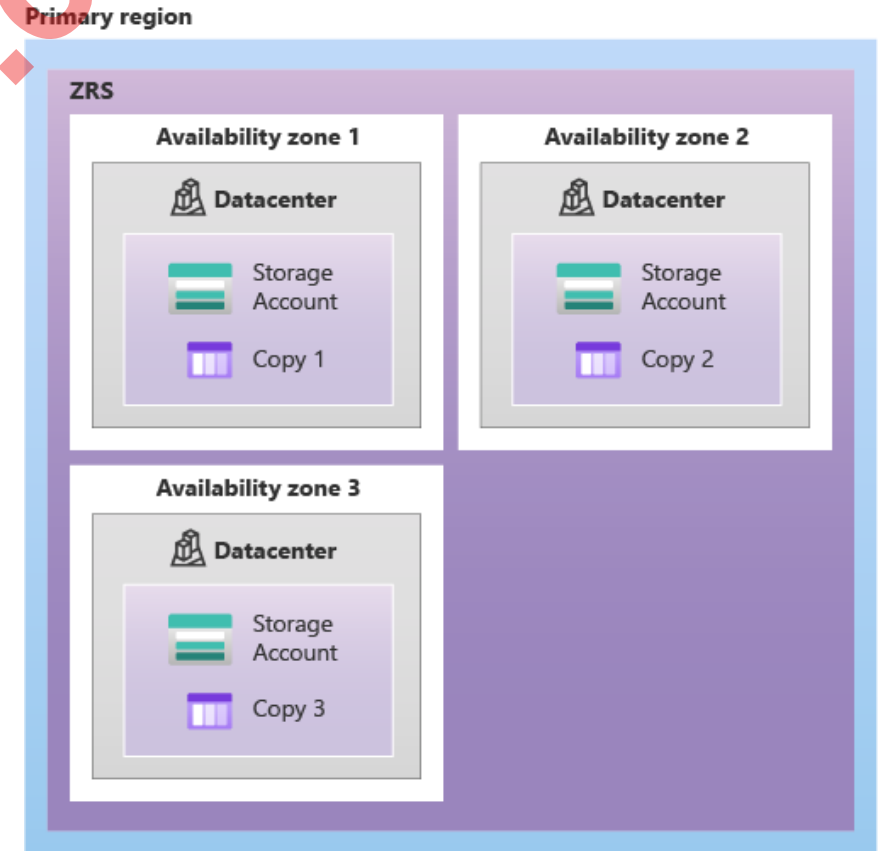 Primary region
ZRS
Availability zone 1
Datacenter
Storage
Account
Copy 1
Availability zone 2
Datacenter
Storage
Account
Copy 2
Availability zone 3
Datacenter
Storage
Account
Copy 3